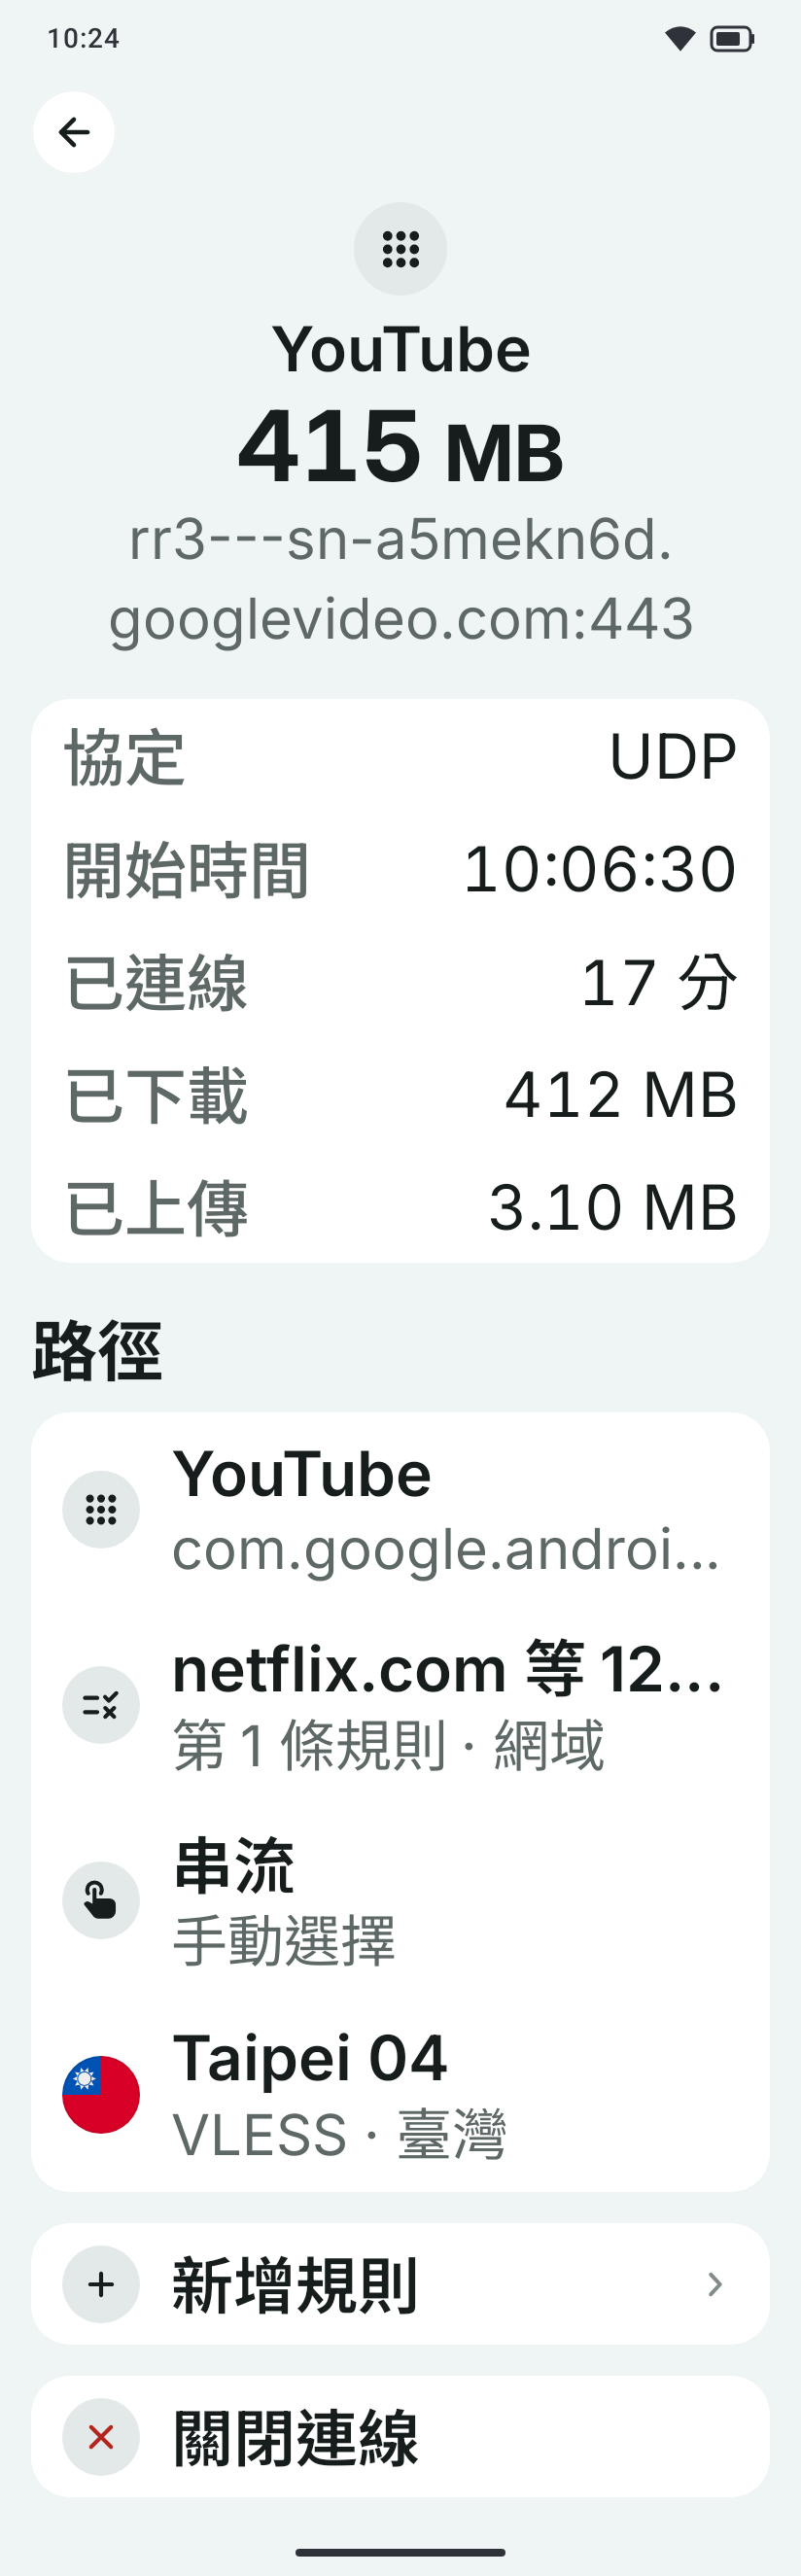 10:24
YouTube
415 MB
rr3---sn-a5mekn6d.
googlevideo.com:443
協定 UDP
開始時間 10:06:30
已連線 17 分
已下載 412 MB
已上傳 3.10 MB
路徑
YouTube
com.google.androi...
netflix.com 等 12...
第 1 條規則 · 網域
串流
手動選擇
Taipei 04
VLESS · 臺灣
新增規則
關閉連線